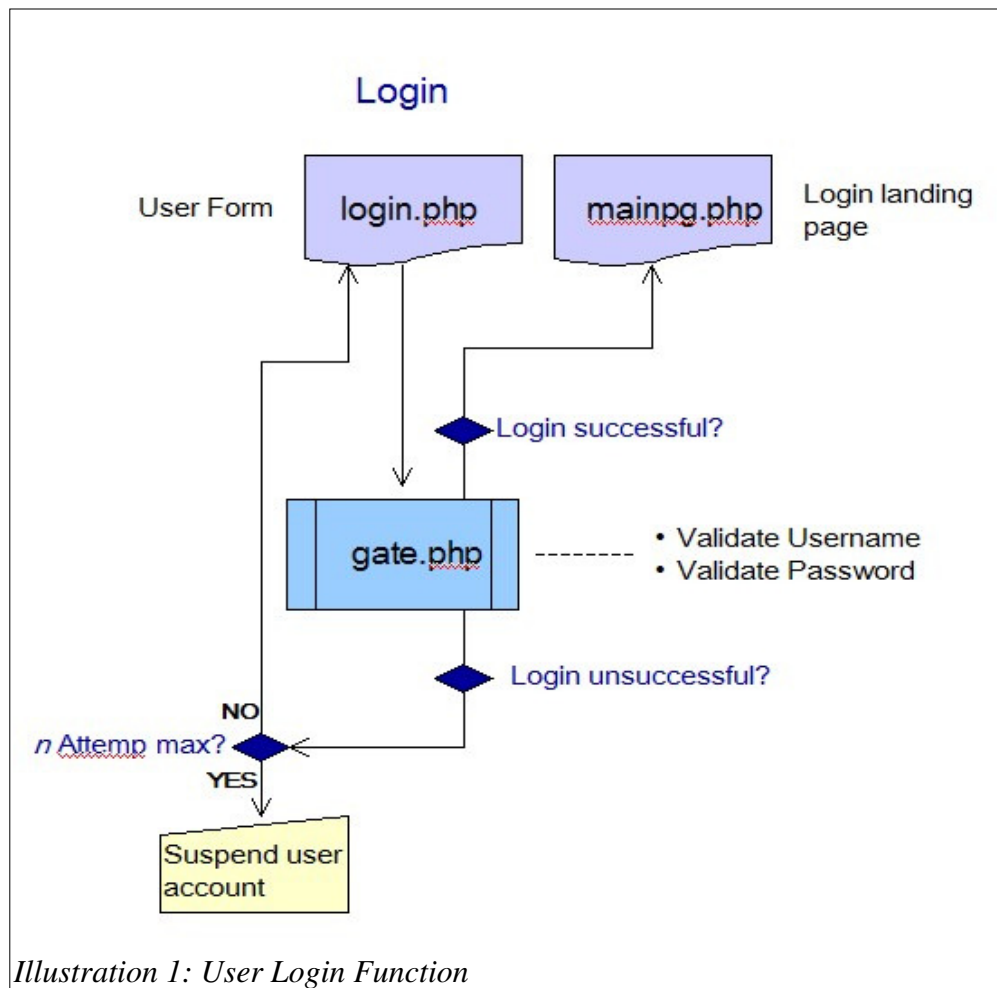 Login
User Form
login.php
mainpg.php
Login landing
page
Login successful?
gate.php
• Validate Username
• Validate Password
Login unsuccessful?
NO
n Attemp max?
YES
Suspend user
account
Illustration 1: User Login Function